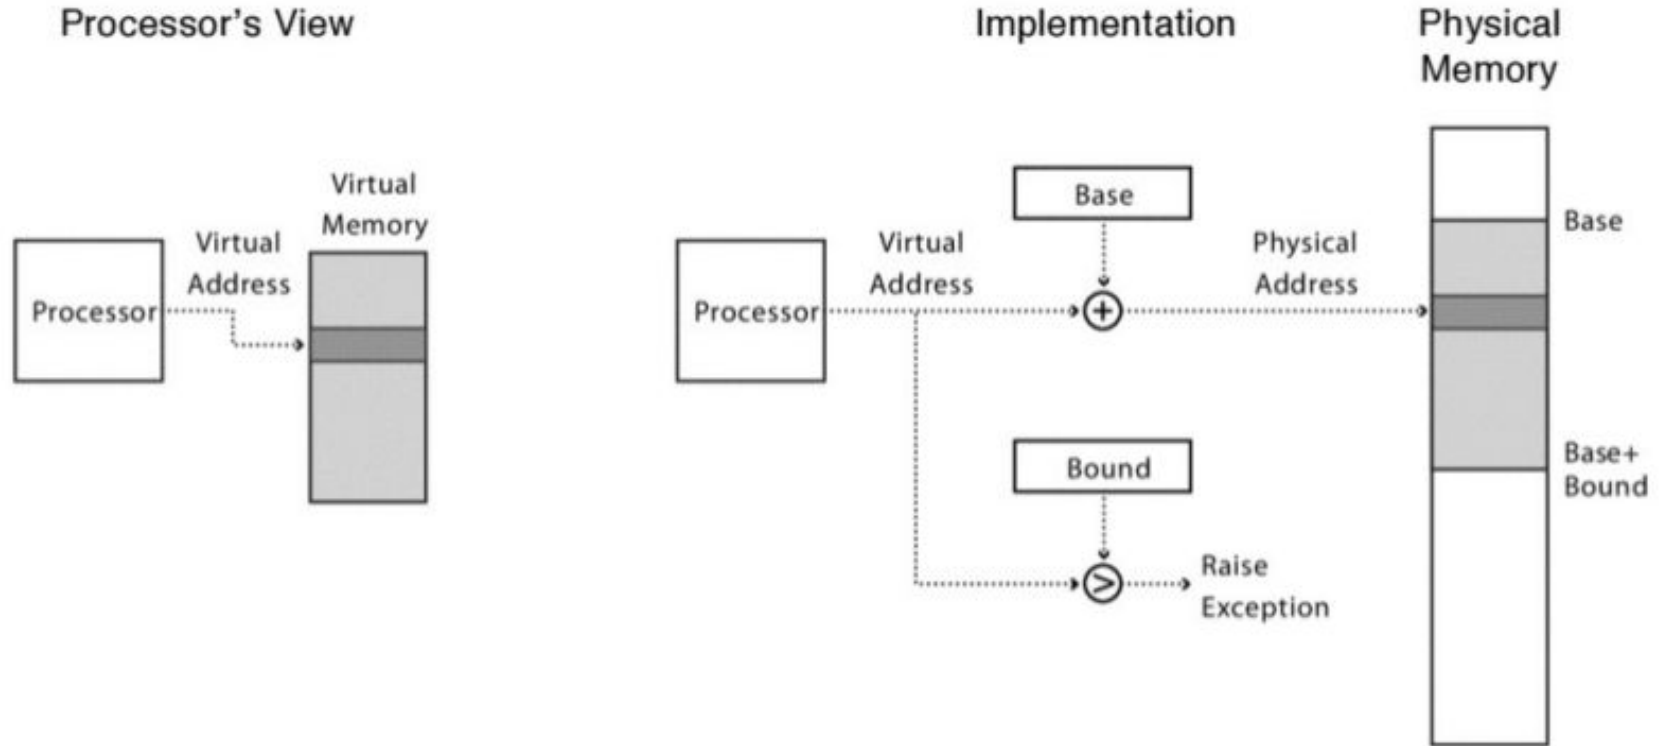 Processor's View
Implementation
Physical
Memory
Virtual
Memory
Virtual
Address
Processor
Base
Virtual
Address
Physical
Address
Processor
+
Base
Base+
Bound
Bound
>
Raise
Exception